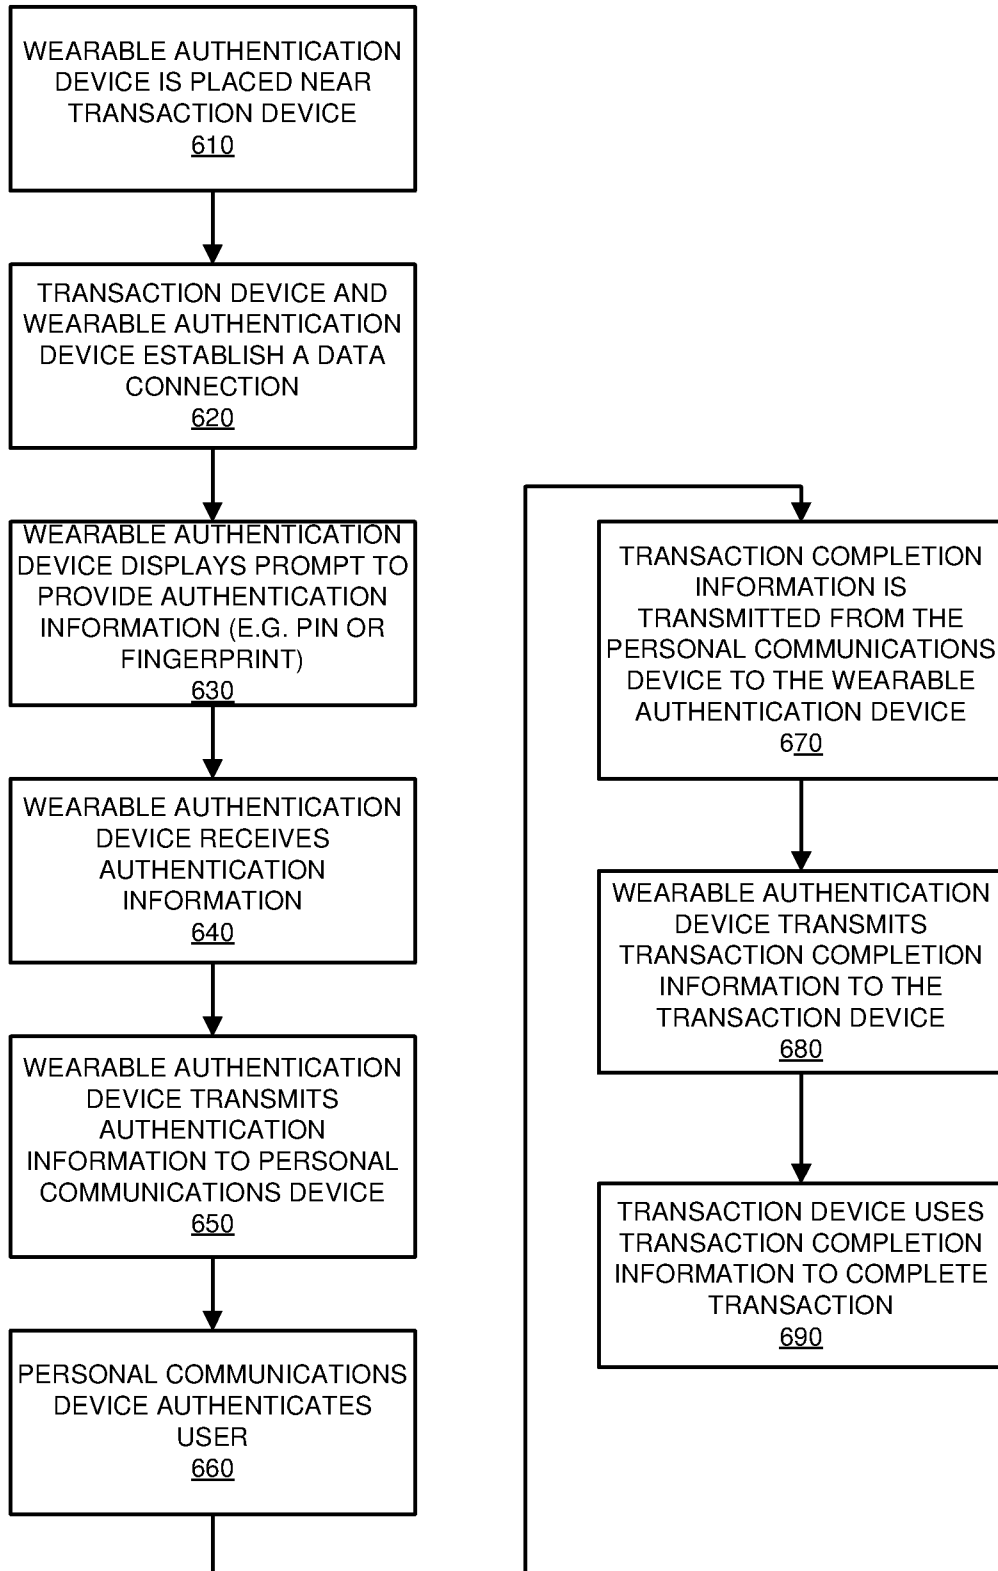 WEARABLE AUTHENTICATION
DEVICE IS PLACED NEAR
TRANSACTION DEVICE
610
TRANSACTION DEVICE AND
WEARABLE AUTHENTICATION
DEVICE ESTABLISH A DATA
CONNECTION
620
WEARABLE AUTHENTICATION
DEVICE DISPLAYS PROMPT TO
PROVIDE AUTHENTICATION
INFORMATION (E.G. PIN OR
FINGERPRINT)
630
WEARABLE AUTHENTICATION
DEVICE RECEIVES
AUTHENTICATION
INFORMATION
640
WEARABLE AUTHENTICATION
DEVICE TRANSMITS
AUTHENTICATION
INFORMATION TO PERSONAL
COMMUNICATIONS DEVICE
650
PERSONAL COMMUNICATIONS
DEVICE AUTHENTICATES
USER
660
TRANSACTION COMPLETION
INFORMATION IS
TRANSMITTED FROM THE
PERSONAL COMMUNICATIONS
DEVICE TO THE WEARABLE
AUTHENTICATION DEVICE
670
WEARABLE AUTHENTICATION
DEVICE TRANSMITS
TRANSACTION COMPLETION
INFORMATION TO THE
TRANSACTION DEVICE
680
TRANSACTION DEVICE USES
TRANSACTION COMPLETION
INFORMATION TO COMPLETE
TRANSACTION
690